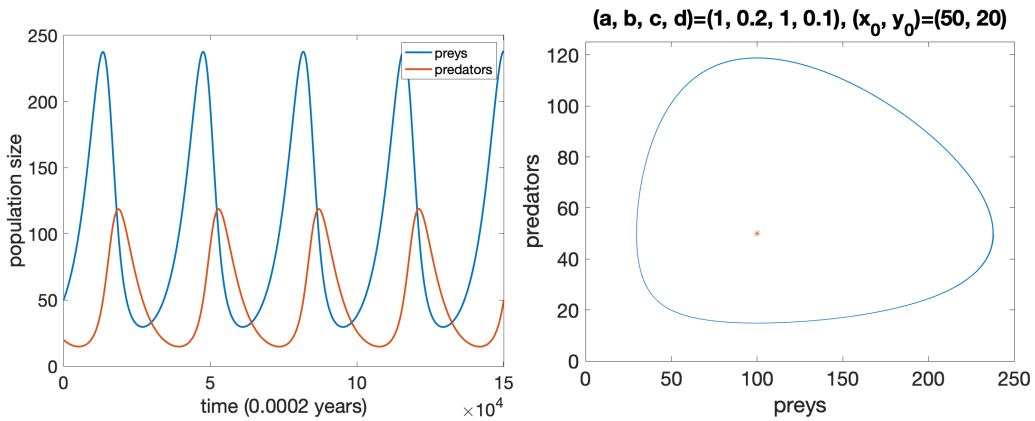 250
200
150
100
50
0
population size
preys
predators
0 5 10 15
time (0.0002 years)
×10⁴
(a, b, c, d)=(1, 0.2, 1, 0.1), (x₀, y₀)=(50, 20)
120
100
80
60
40
20
0
predators
0 50 100 150 200 250
preys